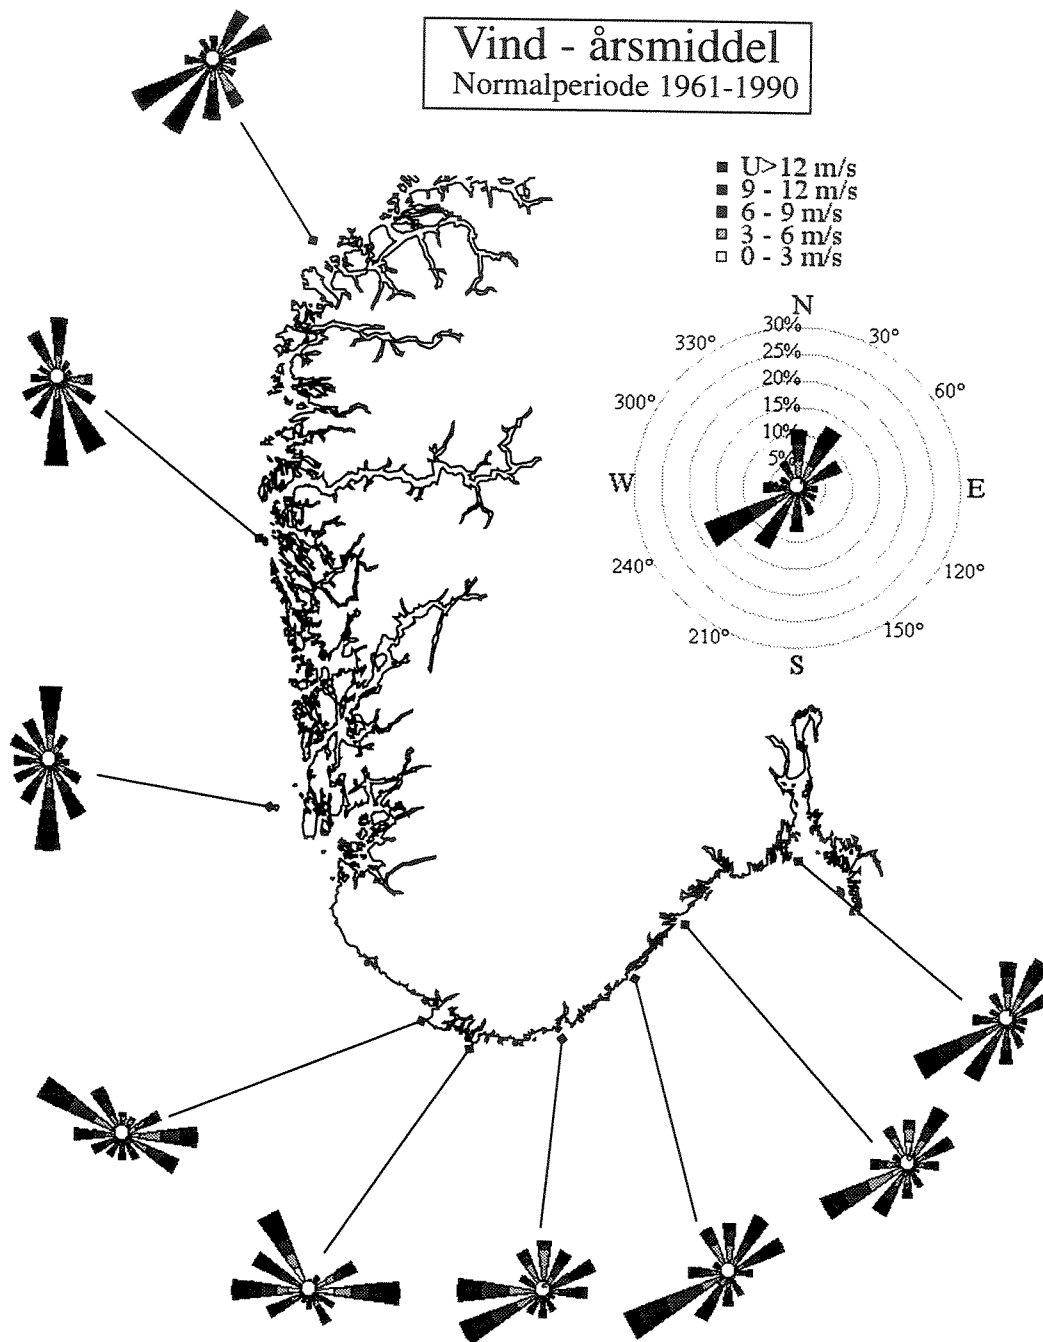 Vind - årsmiddel
Normalperiode 1961-1990
U>12 m/s
9 - 12 m/s
6 - 9 m/s
3 - 6 m/s
0 - 3 m/s
N
30%
25%
20%
15%
10%
5%
330°
30°
300°
60°
W
E
240°
120°
210°
150°
S